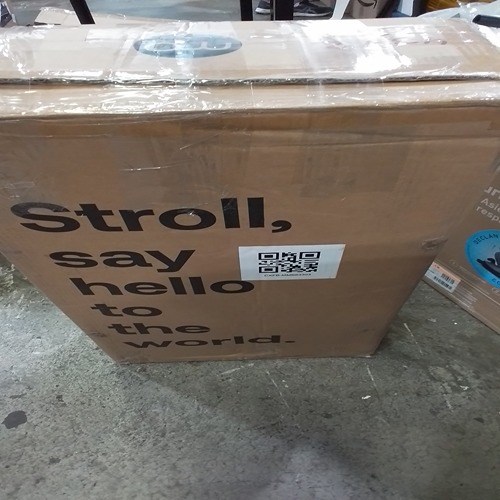 Stroll,
say
hello
to
the
world.